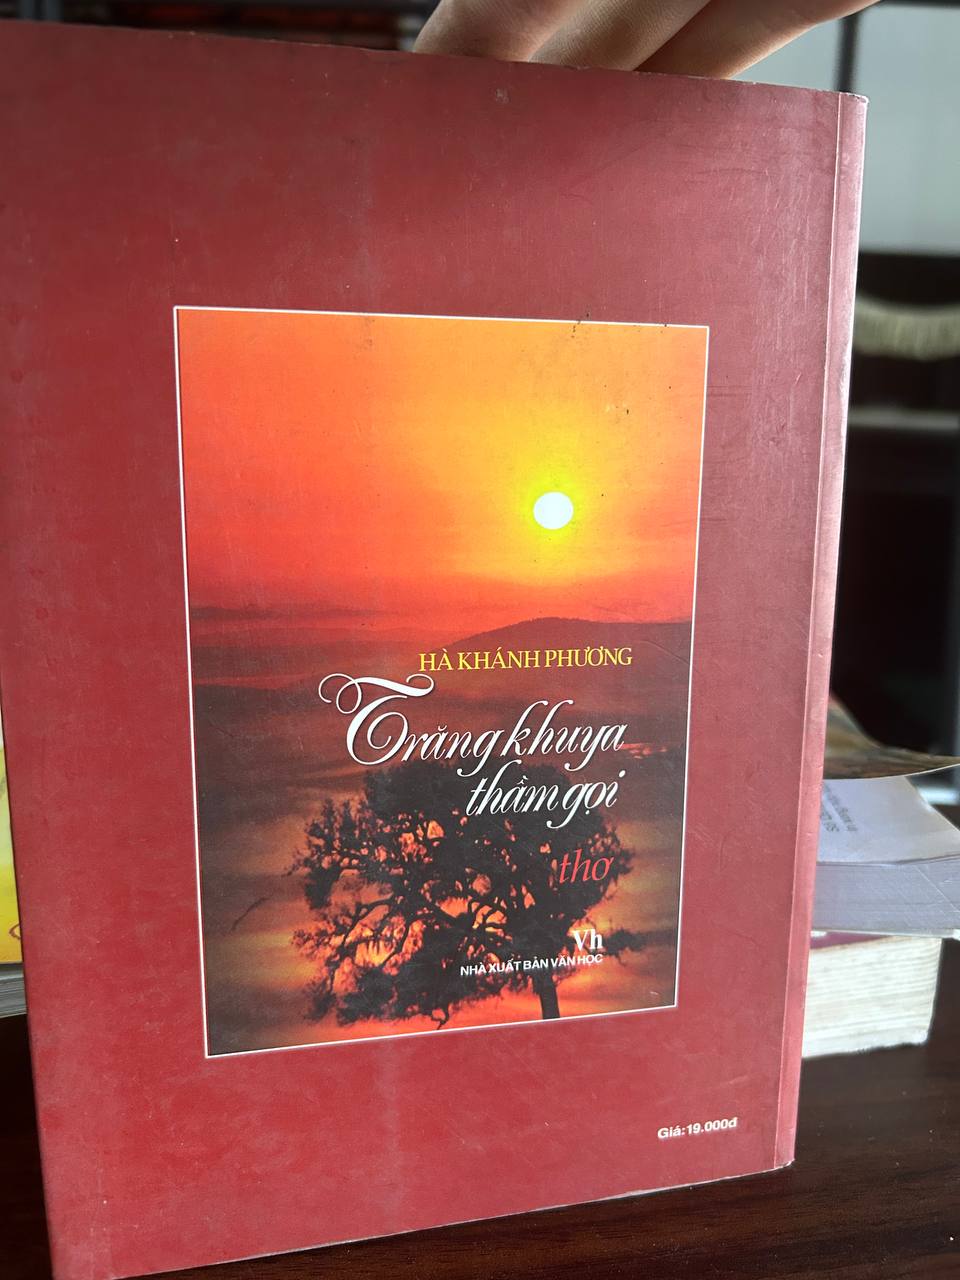 HÀ KHÁNH PHƯƠNG
Trăng khuya
thầm gọi
thơ
Vh
NHÀ XUẤT BẢN VĂN HỌC
Giá: 19.000đ